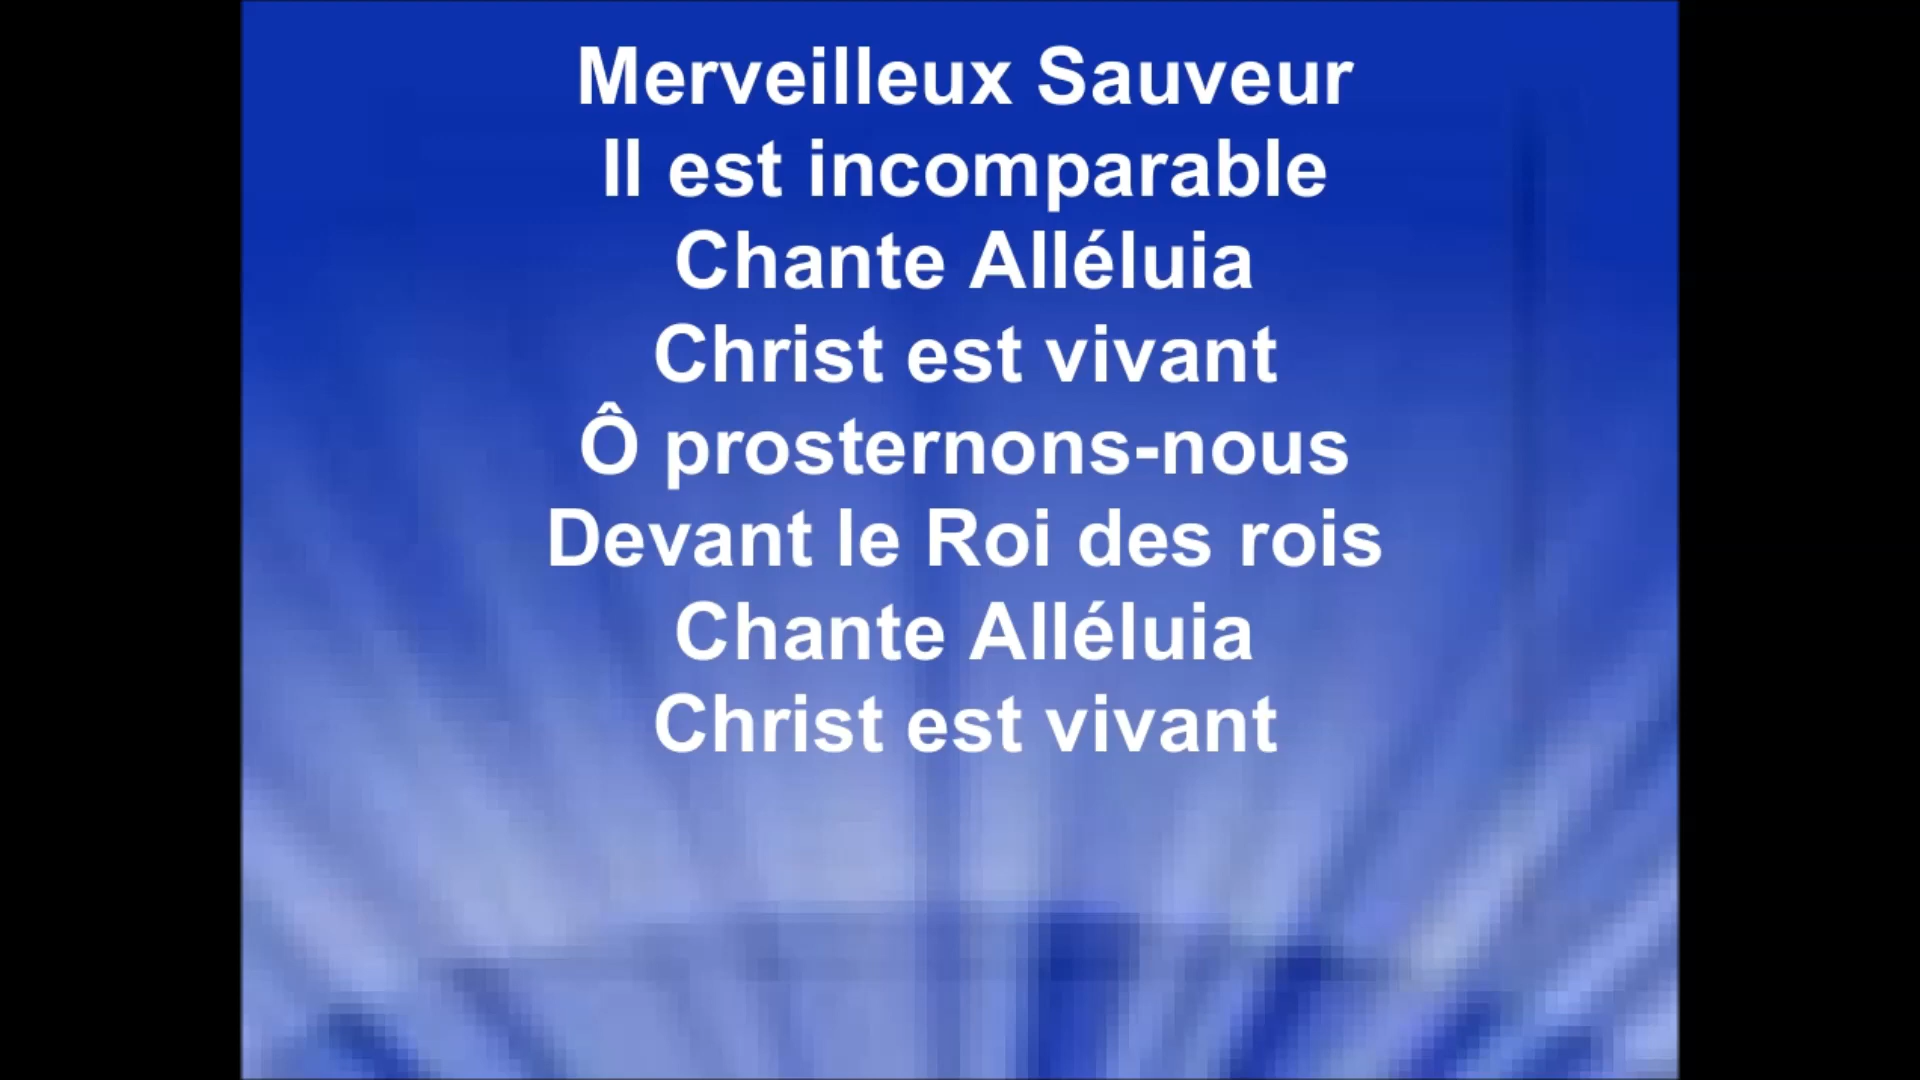 Merveilleux Sauveur
Il est incomparable
Chante Alléluia
Christ est vivant
Ô prosternons-nous
Devant le Roi des rois
Chante Alléluia
Christ est vivant